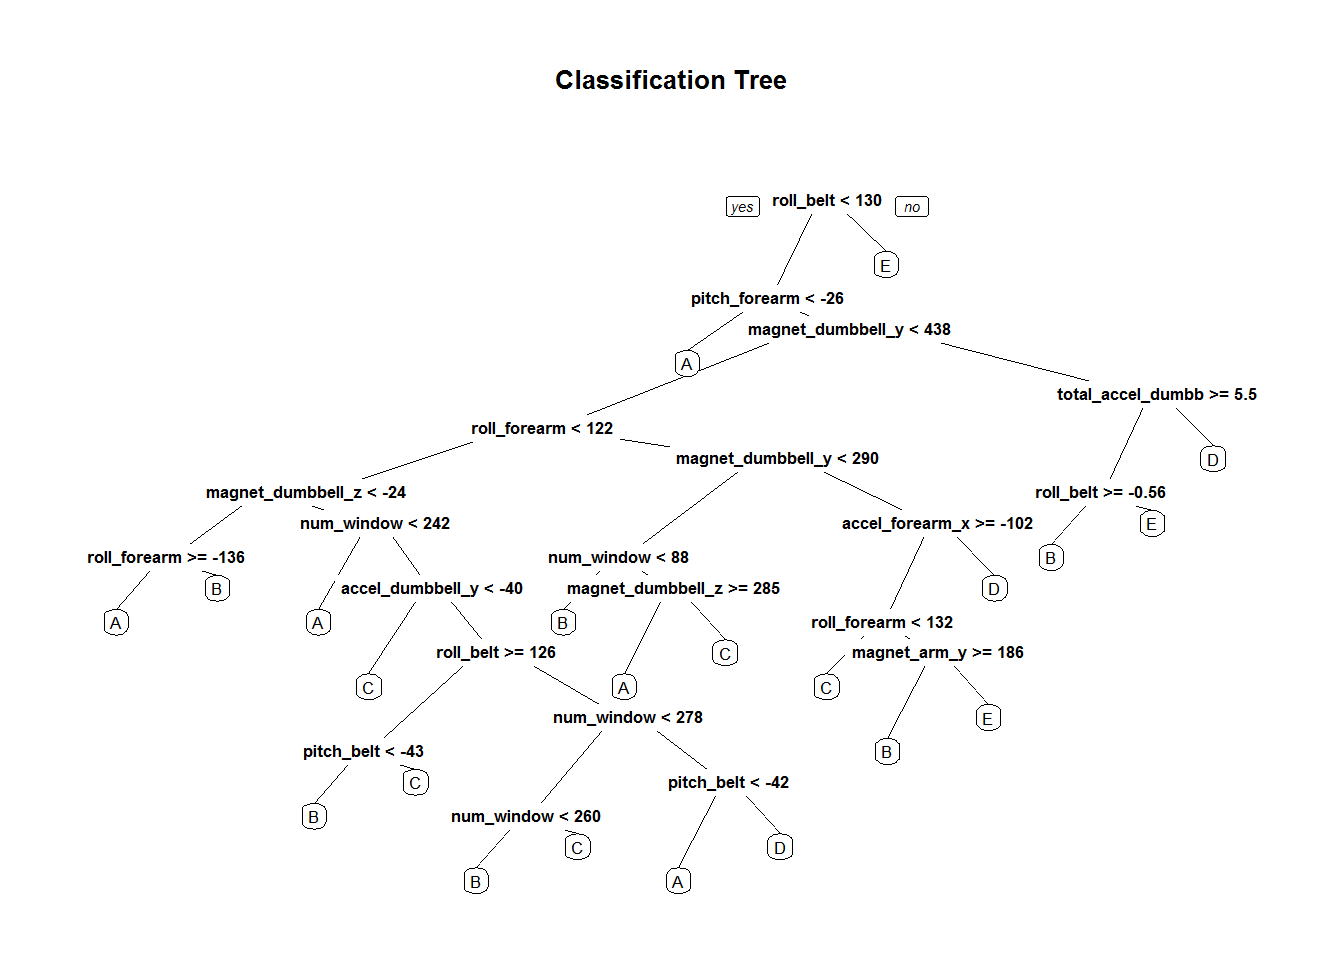 Classification Tree
yes
roll_belt < 130
no
E
pitch_forearm < -26
magnet_dumbbell_y < 438
A
total_accel_dumbb >= 5.5
roll_forearm < 122
magnet_dumbbell_y < 290
D
magnet_dumbbell_z < -24
roll_belt >= -0.56
num_window < 242
accel_forearm_x >= -102
E
roll_forearm >= -136
num_window < 88
B
B
accel_dumbbell_y < -40
magnet_dumbbell_z >= 285
D
A
A
B
roll_forearm < 132
roll_belt >= 126
C
magnet_arm_y >= 186
C
A
C
num_window < 278
E
pitch_belt < -43
B
C
pitch_belt < -42
B
num_window < 260
C
D
B
A